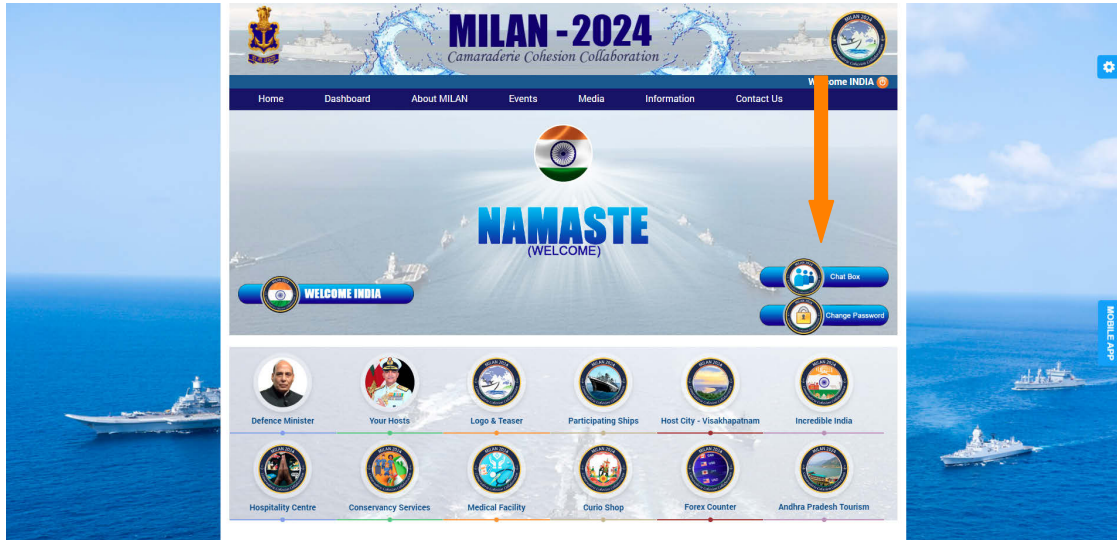 MILAN - 2024
Camaraderie Cohesion Collaboration
Home Dashboard About MILAN Events Media Information Contact Us
NAMASTE
(WELCOME)
WELCOME INDIA
Chat Box
Change Password
MOBILE APP
Defence Minister Your Hosts Logo & Teaser Participating Ships Host City - Visakhapatnam Incredible India
Hospitality Centre Conservancy Services Medical Facility Curio Shop Forex Counter Andhra Pradesh Tourism